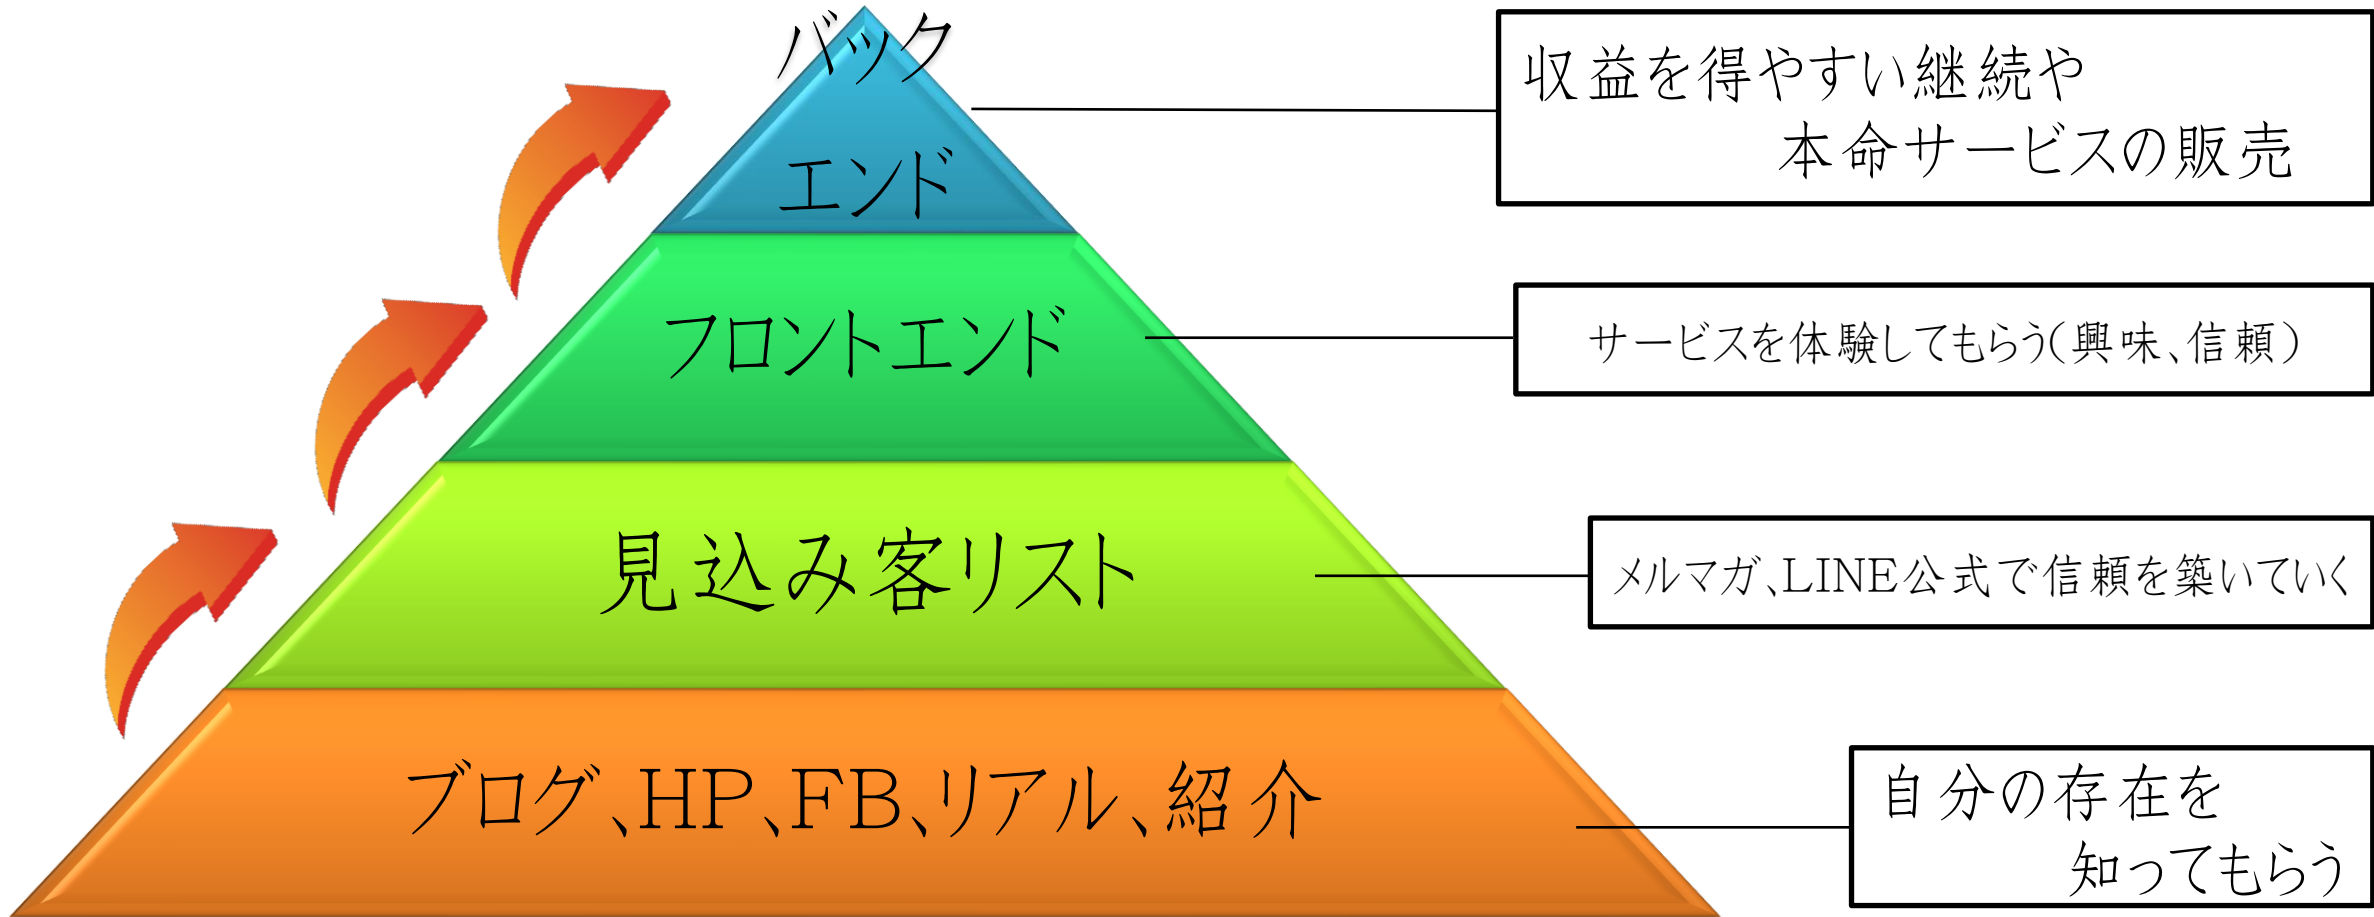 バック
エンド
収益を得やすい継続や
本命サービスの販売
フロントエンド
サービスを体験してもらう(興味、信頼)
見込み客リスト
メルマガ、LINE公式で信頼を築いていく
ブログ、HP、FB、リアル、紹介
自分の存在を
知ってもらう